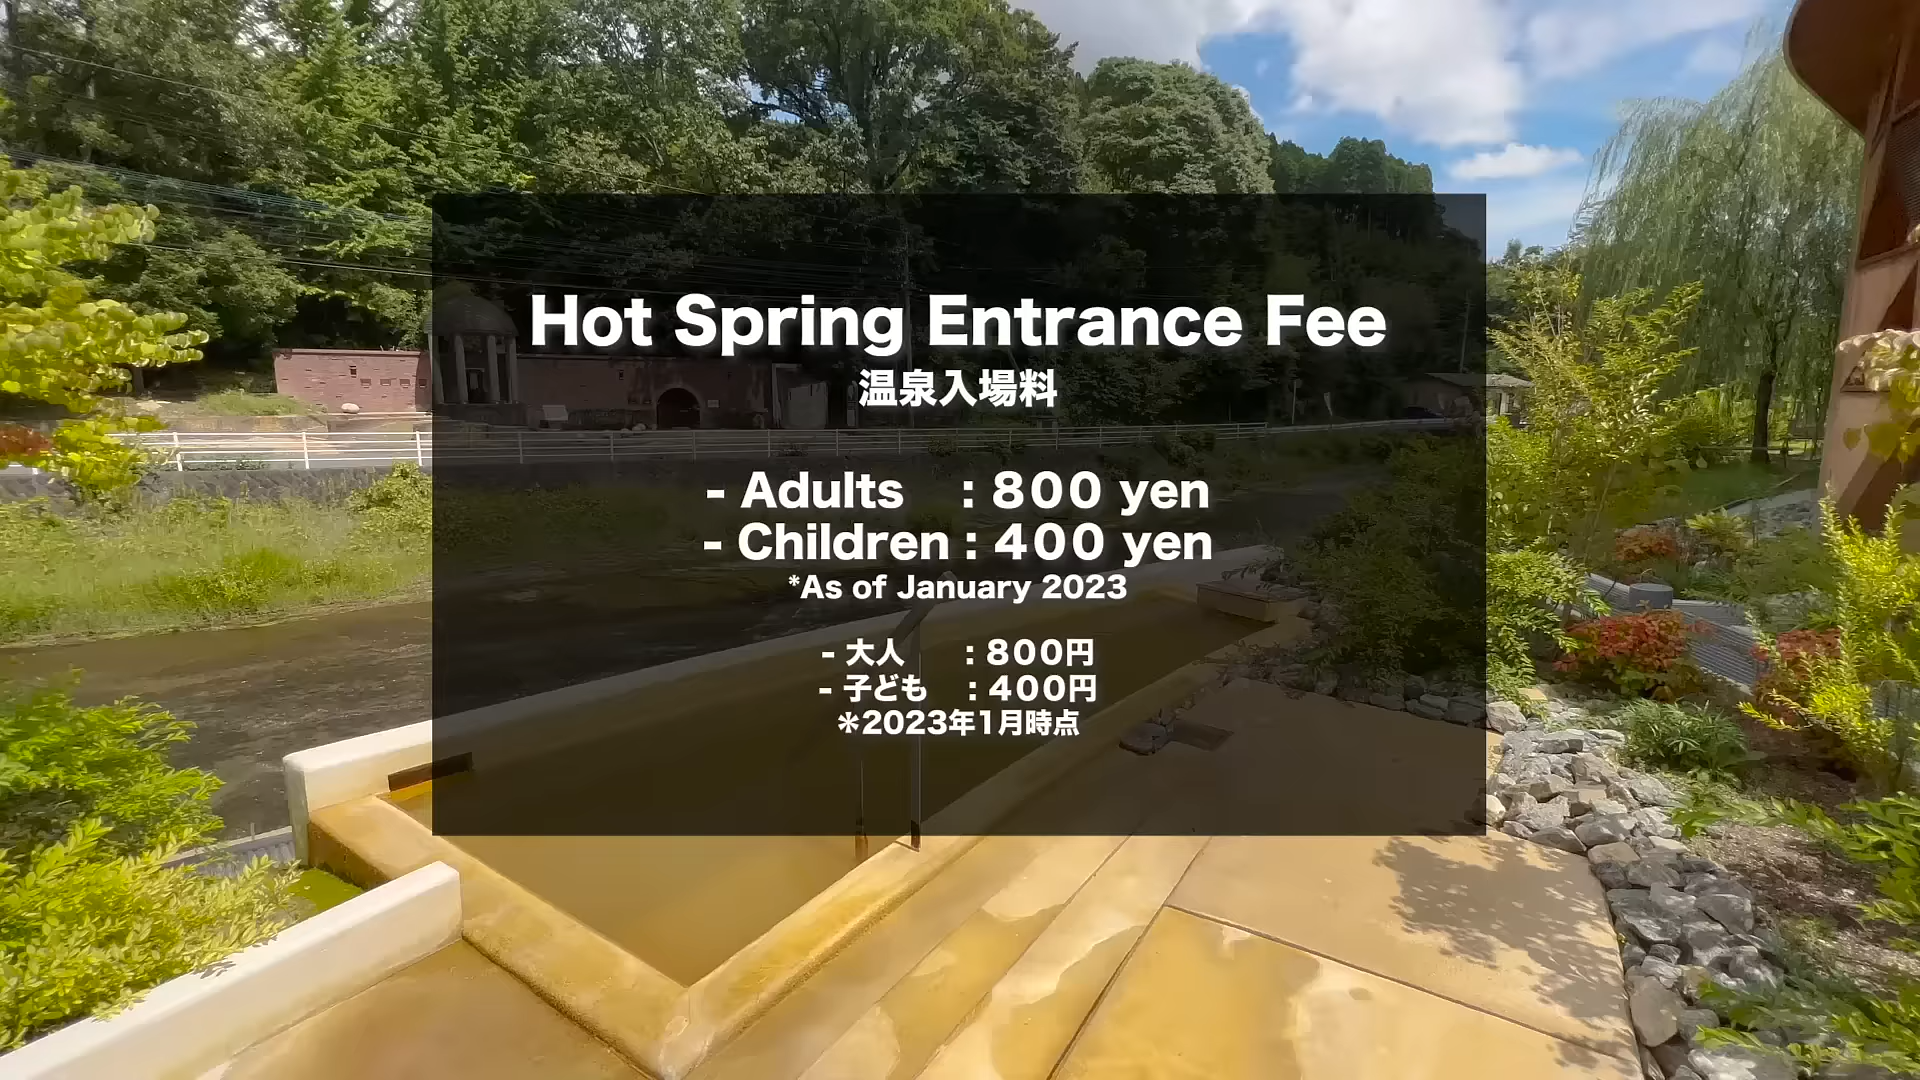 Hot Spring Entrance Fee
温泉入場料
- Adults : 800 yen
- Children : 400 yen
*As of January 2023
- 大人 : 800円
- 子ども : 400円
＊2023年1月時点